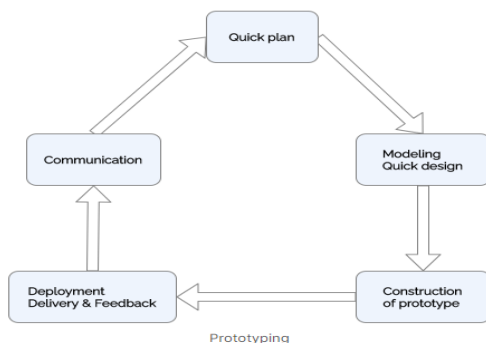 Quick plan
Communication
Modeling
Quick design
Deployment
Delivery & Feedback
Construction
of prototype
Prototyping